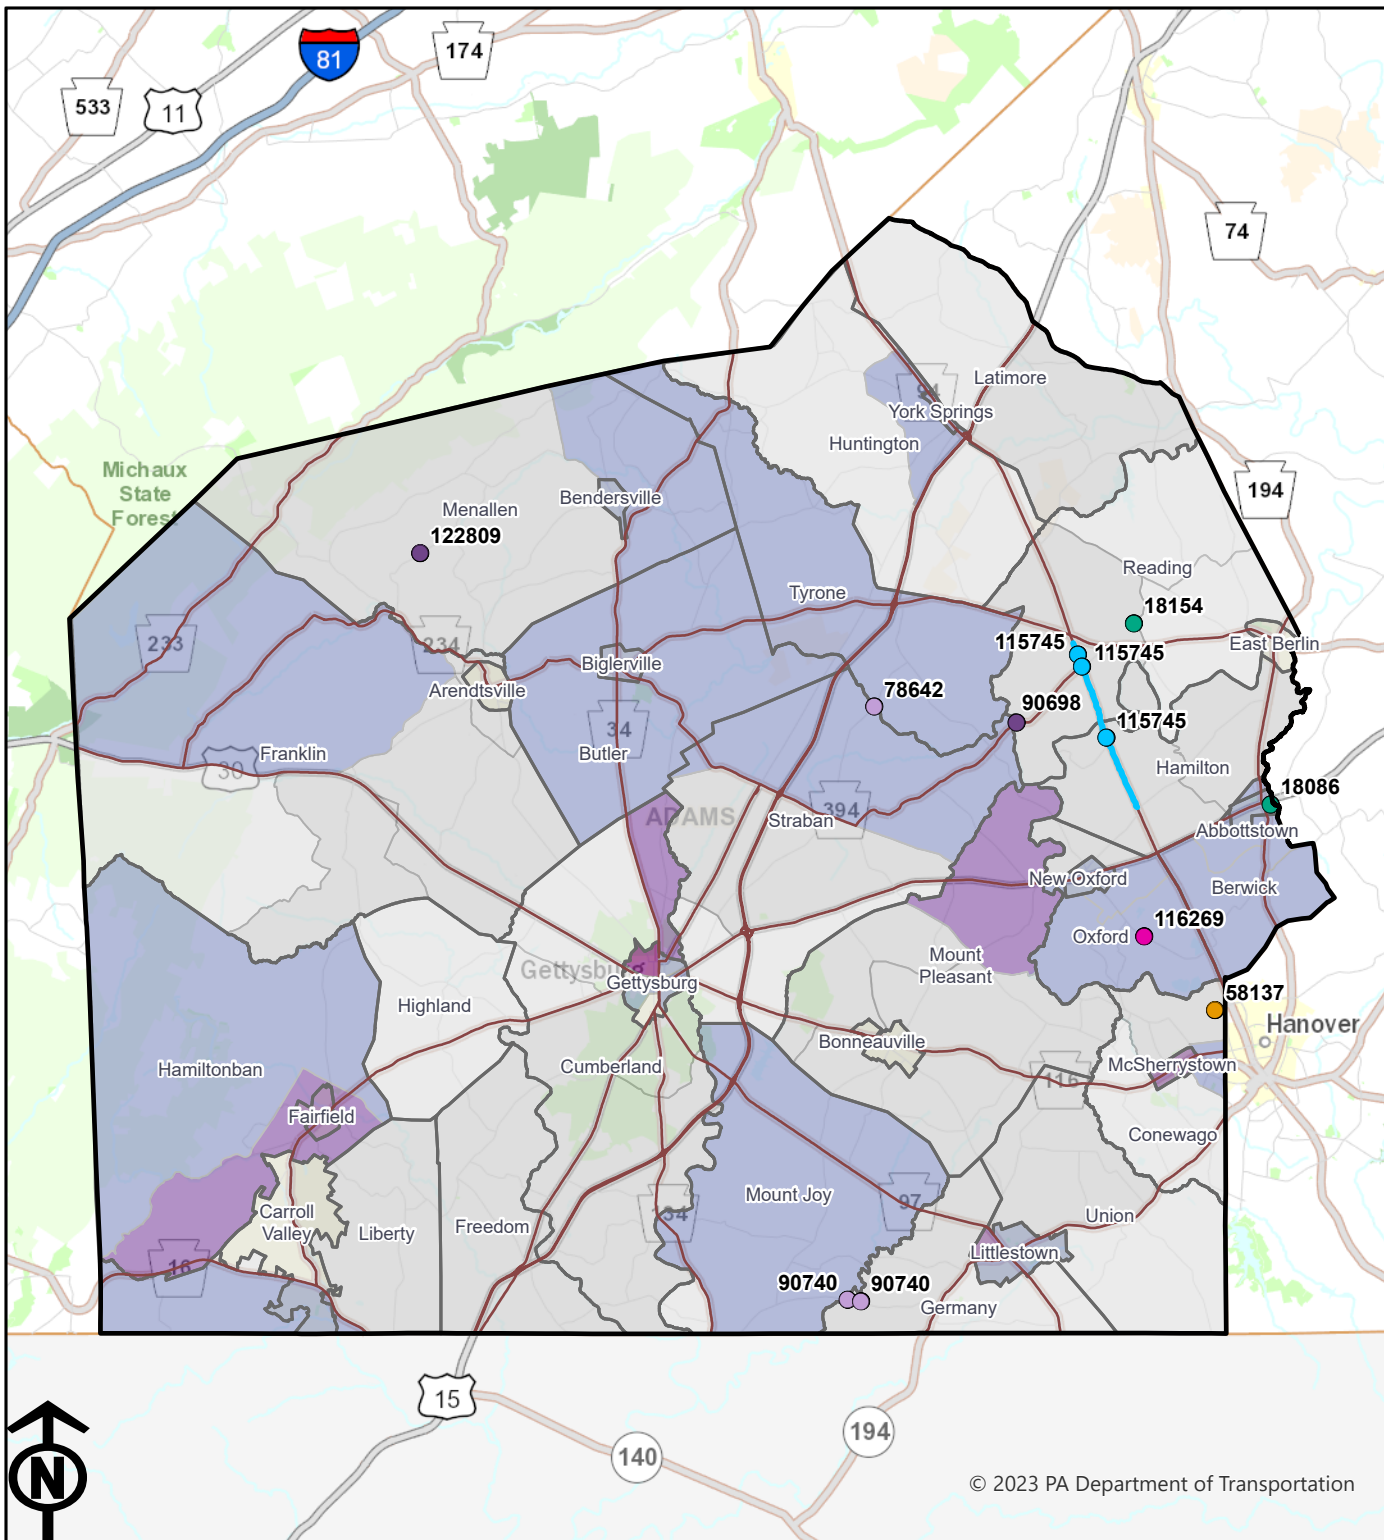 81
174
533
11
74
194
Latimore
94
York Springs
Huntington
Michaux
State
Forest
Bendersville
Menallen
122809
Reading
Tyrone
18154
233
234
115745
115745
East Berlin
Biglerville
Arendtsville
78642
90698
34
115745
Franklin
Butler
30
Hamilton
18086
394
ADAMS
Straban
Abbottstown
New Oxford
Berwick
116269
Oxford
Mount
Pleasant
Gettysburg
Gettysburg
58137
Highland
Hanover
Bonneauville
Cumberland
McSherrystown
Hamiltonban
116
Fairfield
Conewago
Mount Joy
97
Carroll
Valley
Liberty
Freedom
134
Union
Littlestown
16
90740
90740
Germany
15
194
140
N
© 2023 PA Department of Transportation